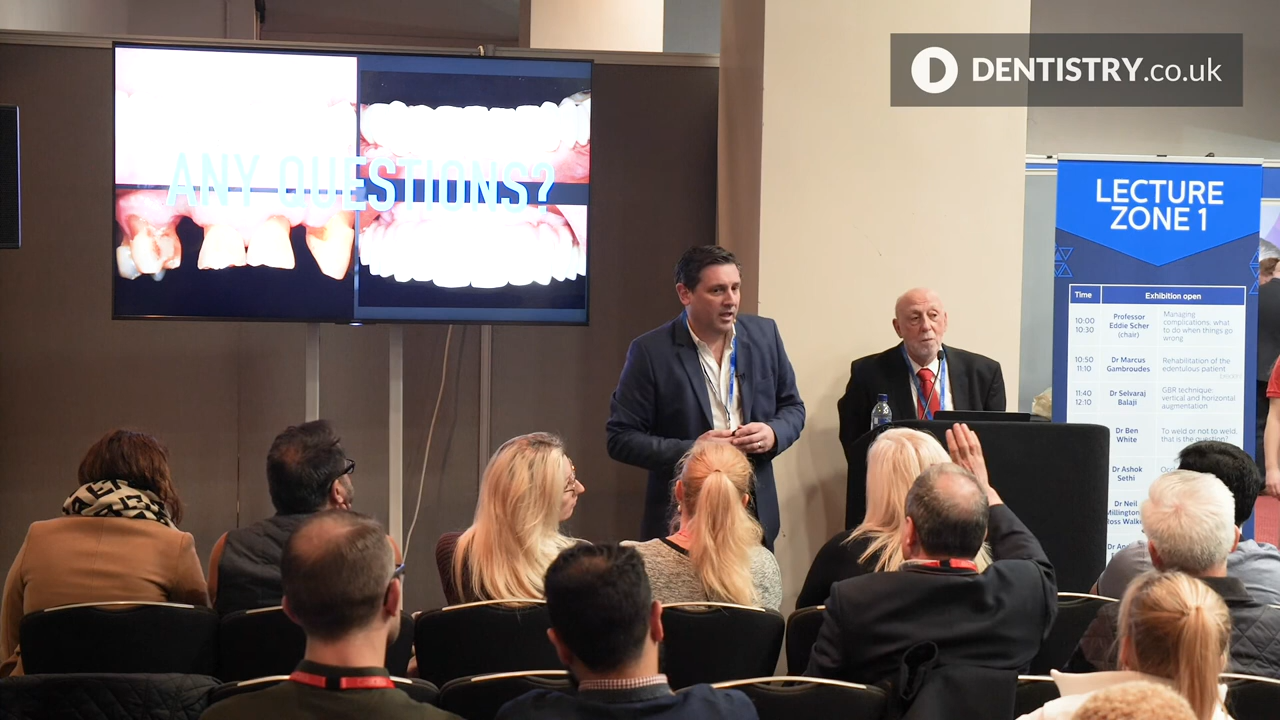 DENTISTRY.co.uk
ANY QUESTIONS?
LECTURE
ZONE 1
Time Exhibition open
10:00
10:30
Professor
Eddie Scher
(chair)
Managing
complications: what
to do when things go
wrong
10:50
11:10
Dr Marcus
Gambroudes
Rehabilitation of the
edentulous patient
11:40
12:10
Dr Selvaraj
Balaji
GBR technique:
vertical and horizontal
augmentation
Dr Ben
White
To weld or not to weld,
that is the question?
Dr Ashok
Sethi
Dr Neil
Millington
Ross Walker